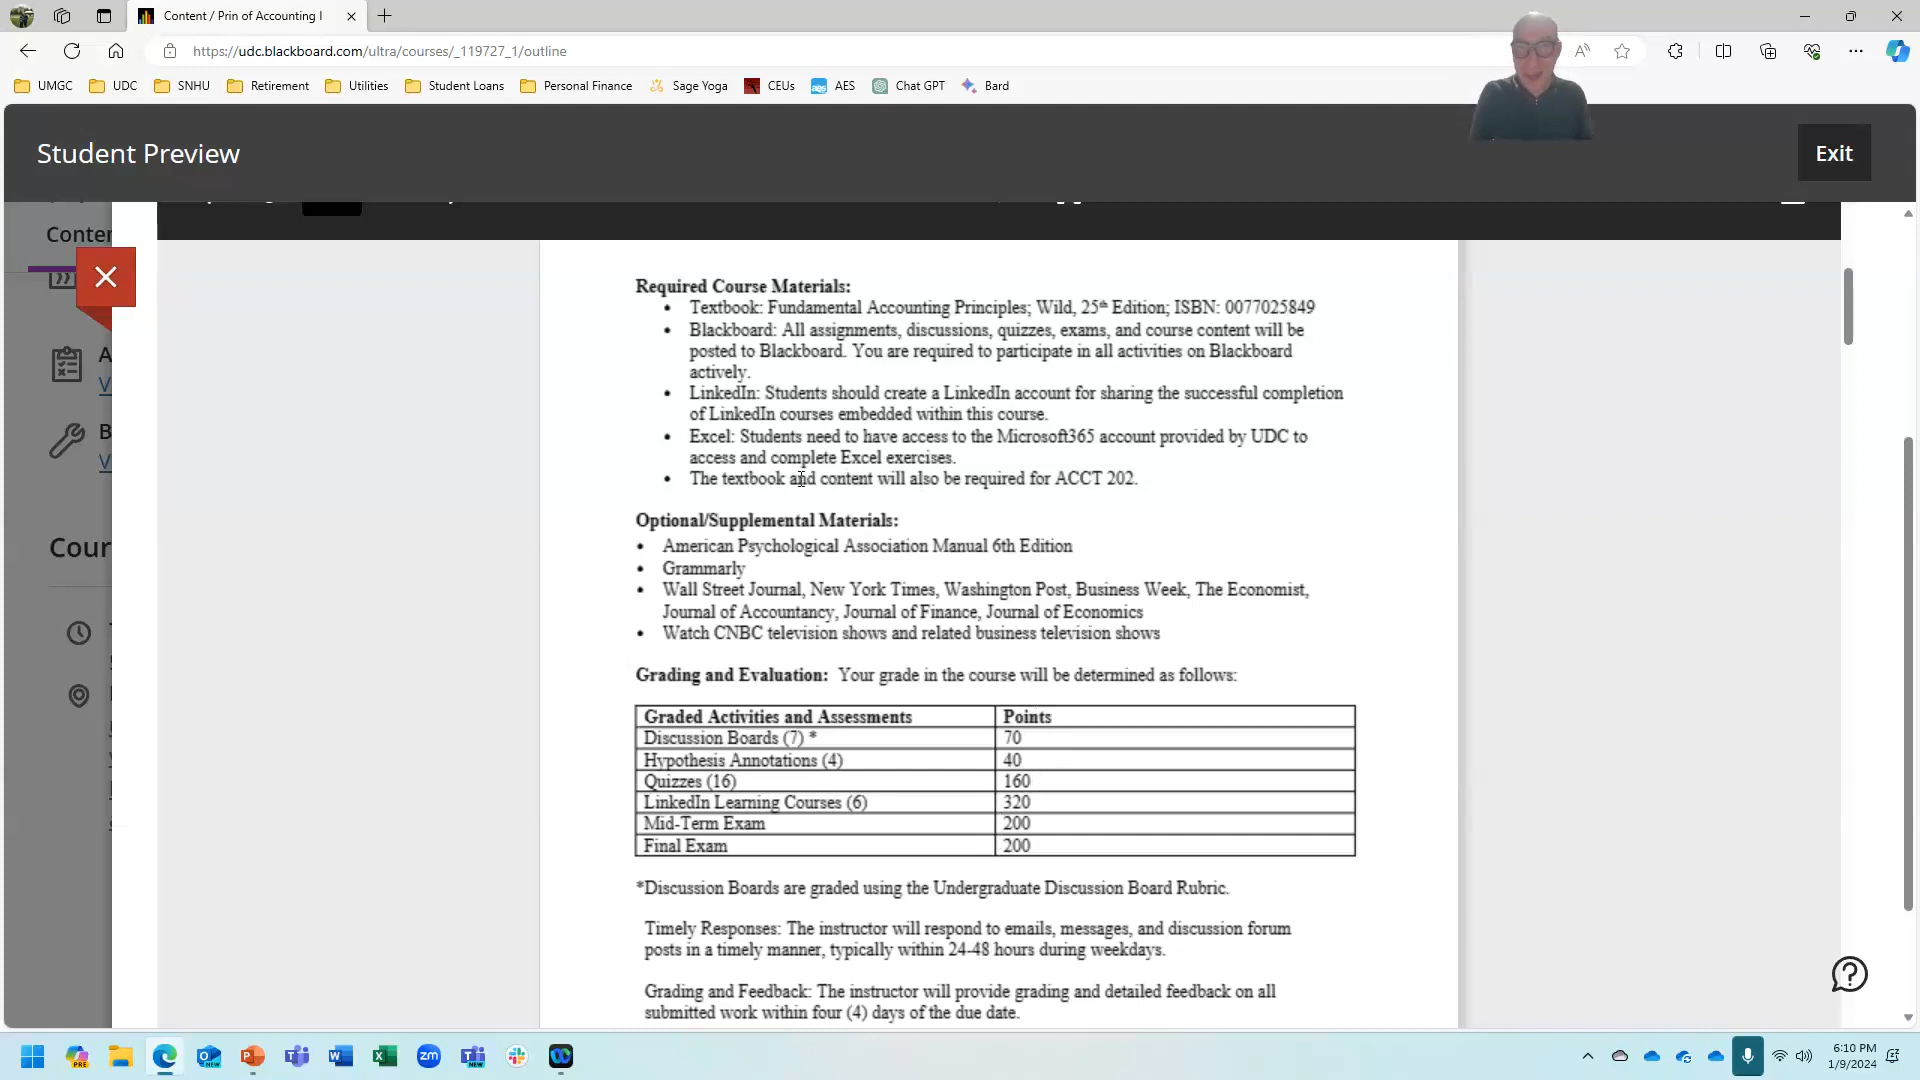 Content / Prin of Accounting I
https://udc.blackboard.com/ultra/courses/_119727_1/outline
UMGC UDC SNHU Retirement Utilities Student Loans Personal Finance Sage Yoga CEUs AES Chat GPT Bard
Student Preview
Exit
Conter
Required Course Materials:
• Textbook: Fundamental Accounting Principles; Wild, 25th Edition; ISBN: 0077025849
• Blackboard: All assignments, discussions, quizzes, exams, and course content will be
posted to Blackboard. You are required to participate in all activities on Blackboard
actively.
• LinkedIn: Students should create a LinkedIn account for sharing the successful completion
of LinkedIn courses embedded within this course.
• Excel: Students need to have access to the Microsoft365 account provided by UDC to
access and complete Excel exercises.
• The textbook and content will also be required for ACCT 202.
A
V
B
V
Cour
Optional/Supplemental Materials:
• American Psychological Association Manual 6th Edition
• Grammarly
• Wall Street Journal, New York Times, Washington Post, Business Week, The Economist,
Journal of Accountancy, Journal of Finance, Journal of Economics
• Watch CNBC television shows and related business television shows
Grading and Evaluation: Your grade in the course will be determined as follows:
Graded Activities and Assessments Points
Discussion Boards (7) * 70
Hypothesis Annotations (4) 40
Quizzes (16) 160
LinkedIn Learning Courses (6) 320
Mid-Term Exam 200
Final Exam 200
*Discussion Boards are graded using the Undergraduate Discussion Board Rubric.
Timely Responses: The instructor will respond to emails, messages, and discussion forum
posts in a timely manner, typically within 24-48 hours during weekdays.
Grading and Feedback: The instructor will provide grading and detailed feedback on all
submitted work within four (4) days of the due date.
6:10 PM
1/9/2024